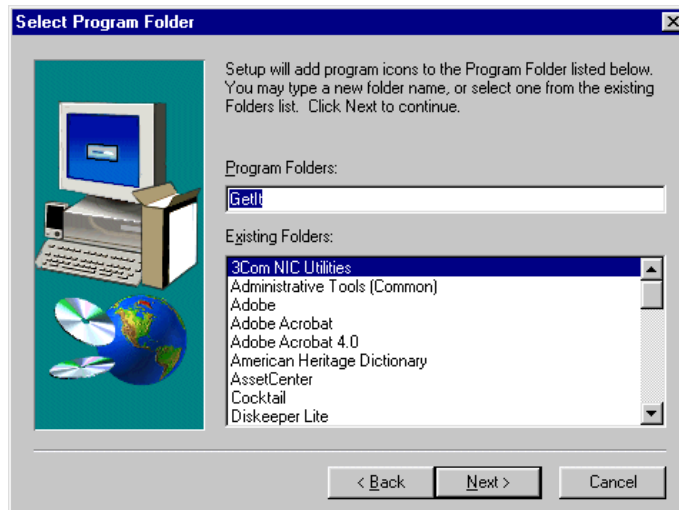 Select Program Folder
Setup will add program icons to the Program Folder listed below.
You may type a new folder name, or select one from the existing
Folders list. Click Next to continue.
Program Folders:
GetIt
Existing Folders:
3Com NIC Utilities
Administrative Tools (Common)
Adobe
Adobe Acrobat
Adobe Acrobat 4.0
American Heritage Dictionary
AssetCenter
Cocktail
Diskeeper Lite
< Back
Next >
Cancel